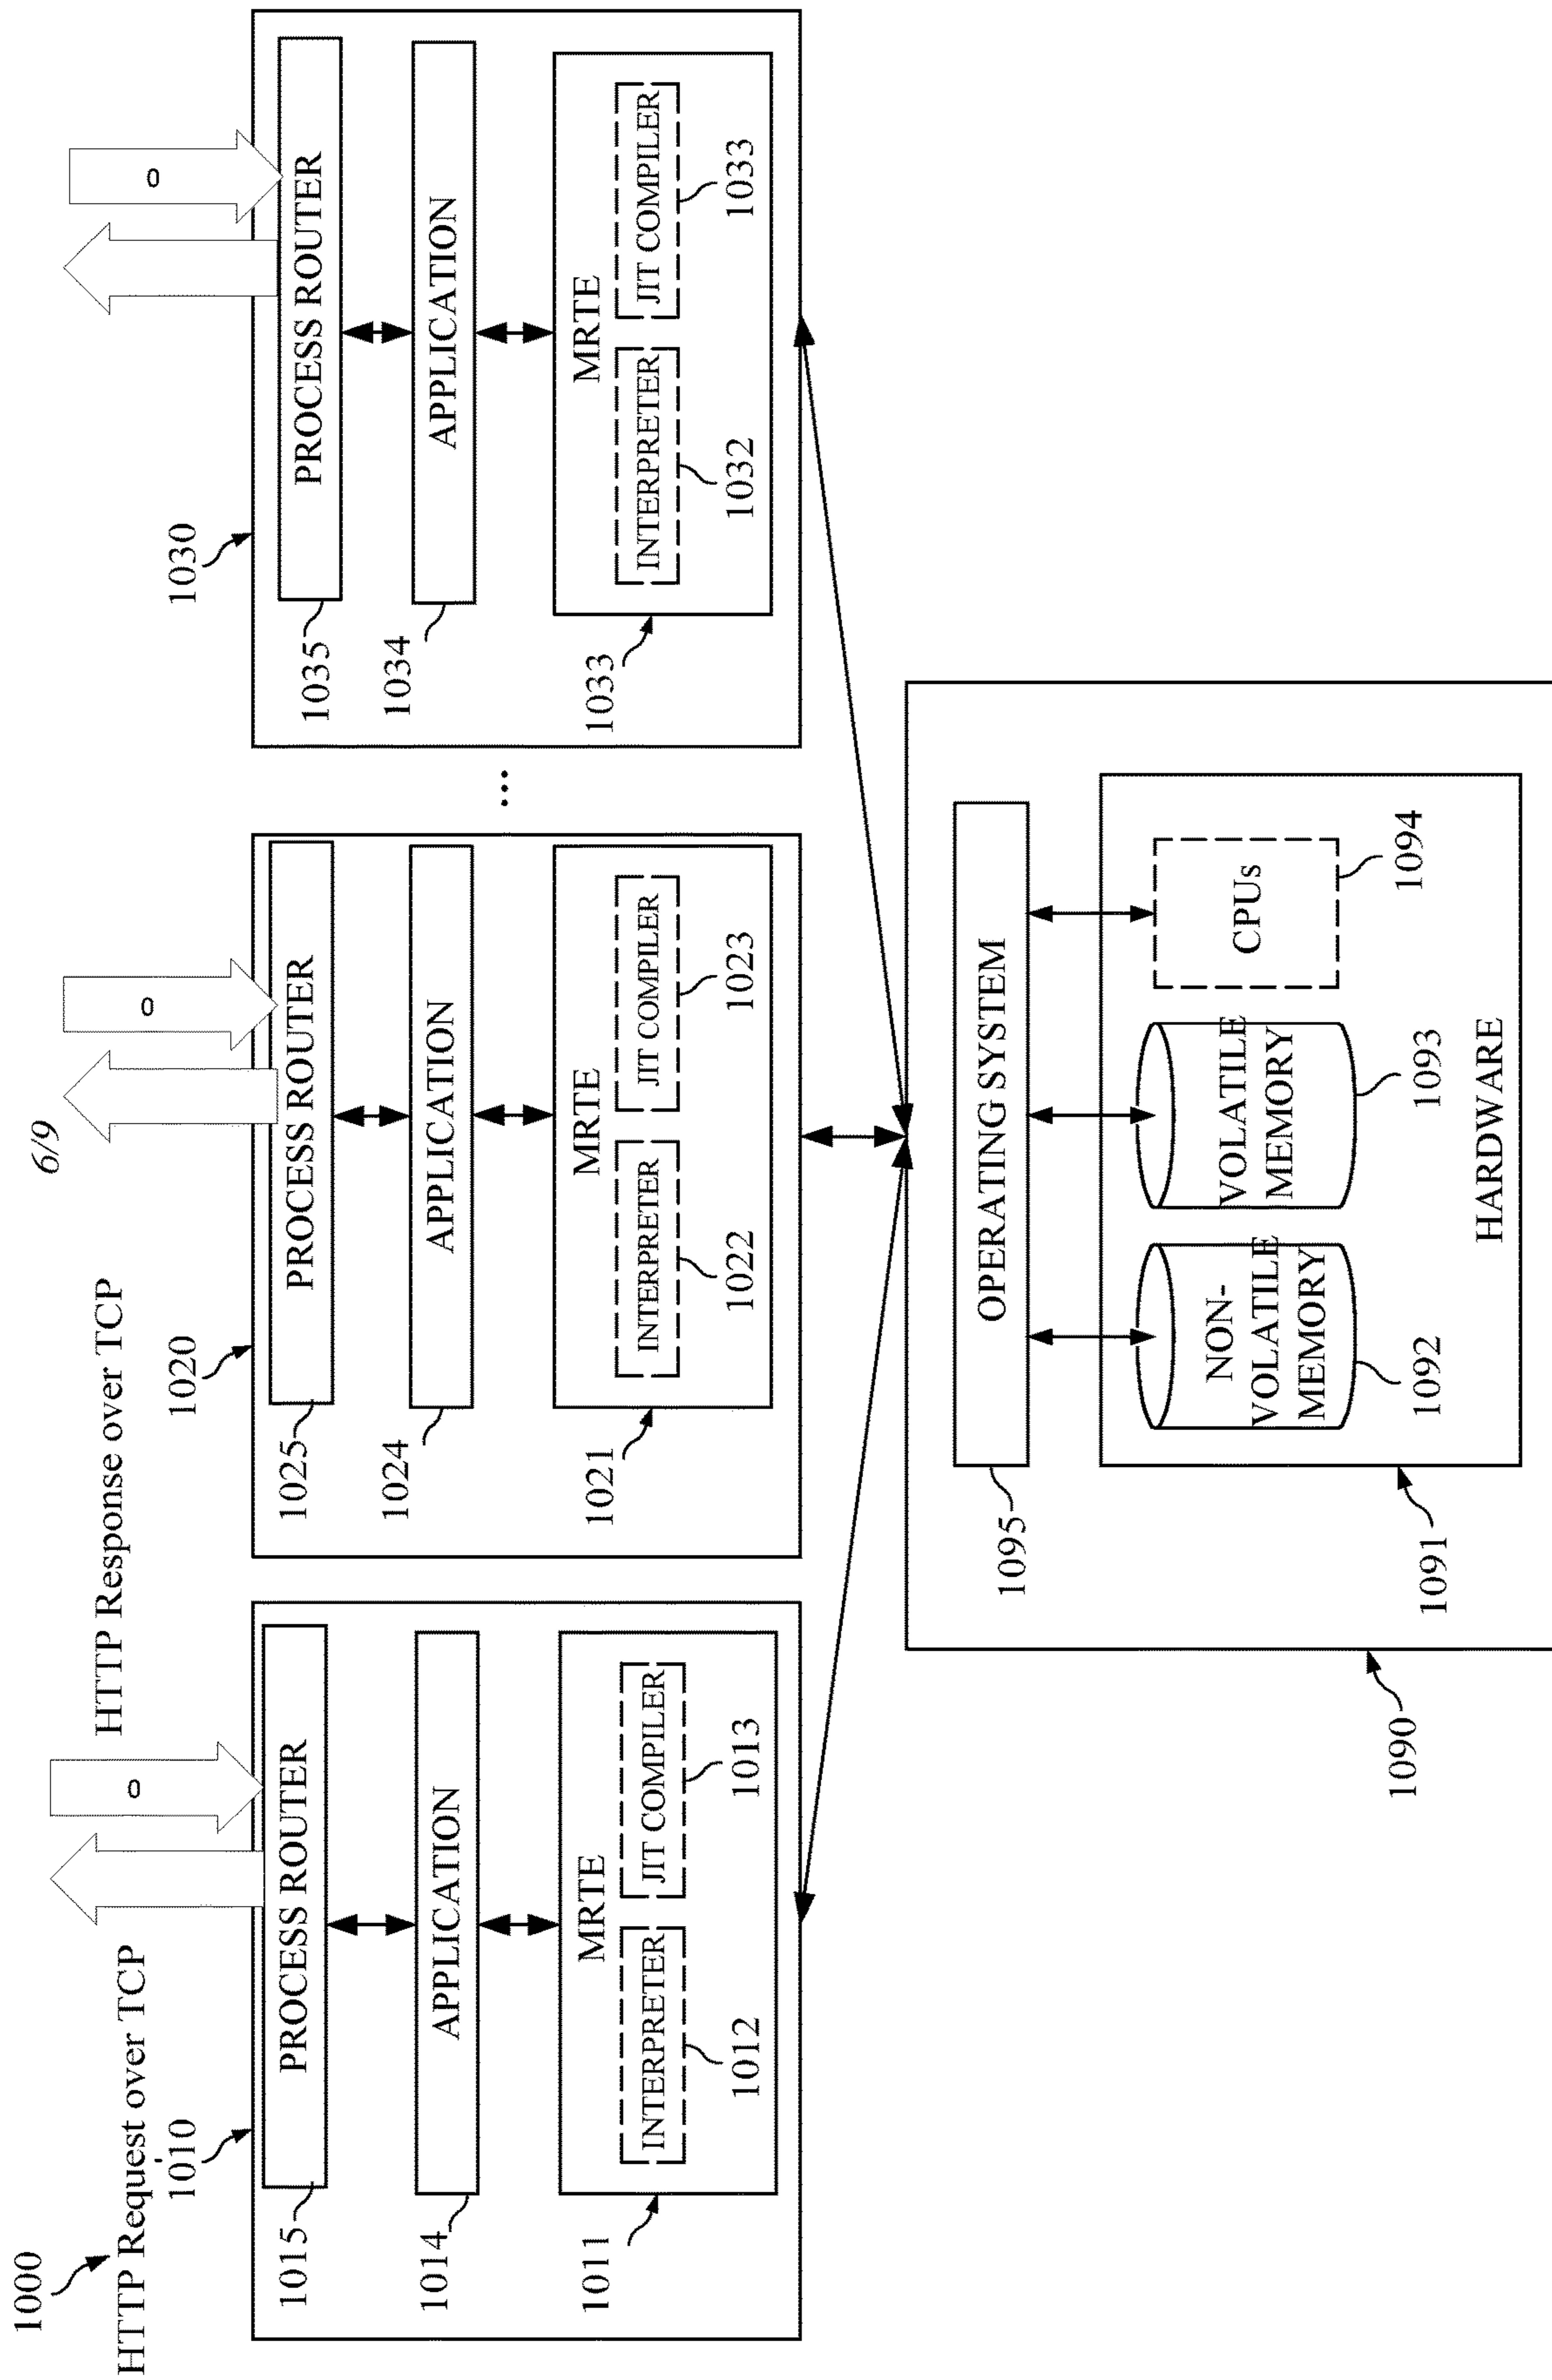 6/9
1000
HTTP Request over TCP
HTTP Response over TCP
1010
1015
PROCESS ROUTER
0
1014
APPLICATION
1011
MRTE
INTERPRETER
JIT COMPILER
1012
1013
1020
1025
PROCESS ROUTER
0
1024
APPLICATION
1021
MRTE
INTERPRETER
JIT COMPILER
1022
1023
...
1030
1035
PROCESS ROUTER
0
1034
APPLICATION
1033
MRTE
INTERPRETER
JIT COMPILER
1032
1033
1095
OPERATING SYSTEM
NON-
VOLATILE
MEMORY
VOLATILE
MEMORY
CPUs
1092
1093
1094
HARDWARE
1091
1090